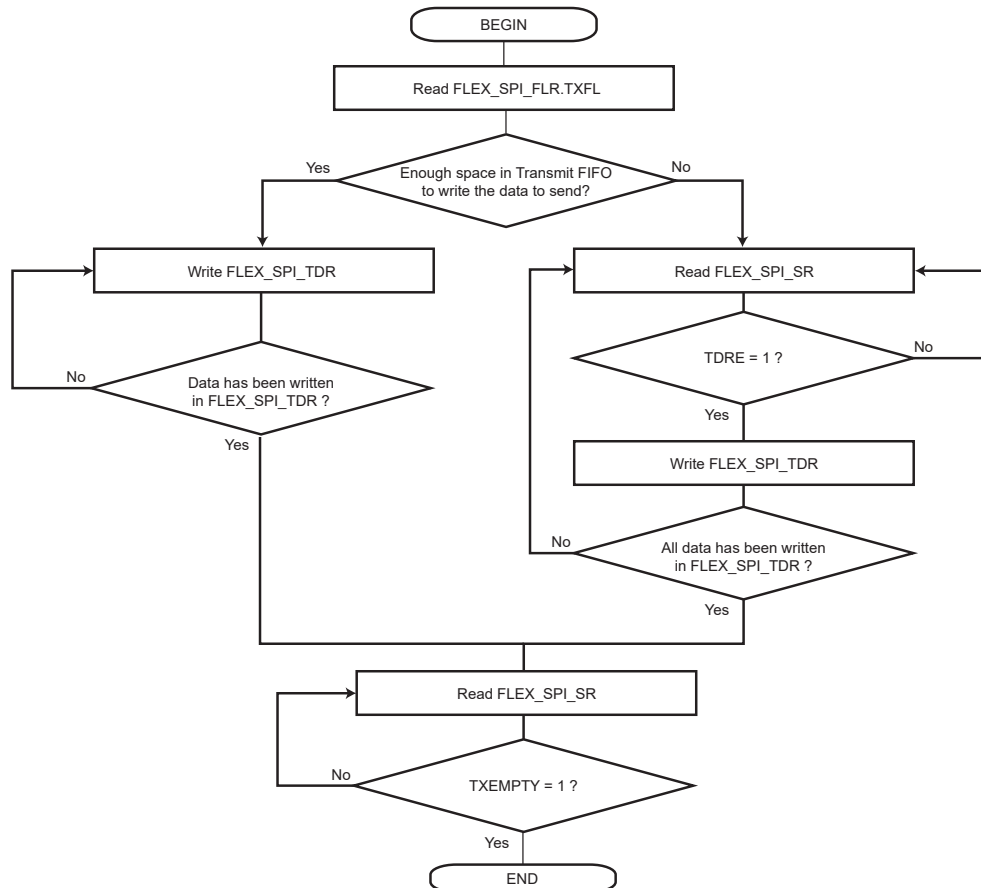 BEGIN
Read FLEX_SPI_FLR.TXFL
Yes
Enough space in Transmit FIFO
to write the data to send?
No
Write FLEX_SPI_TDR
Read FLEX_SPI_SR
No
Data has been written
in FLEX_SPI_TDR ?
Yes
TDRE = 1 ?
No
Yes
Write FLEX_SPI_TDR
No
All data has been written
in FLEX_SPI_TDR ?
Yes
Read FLEX_SPI_SR
No
TXEMPTY = 1 ?
Yes
END